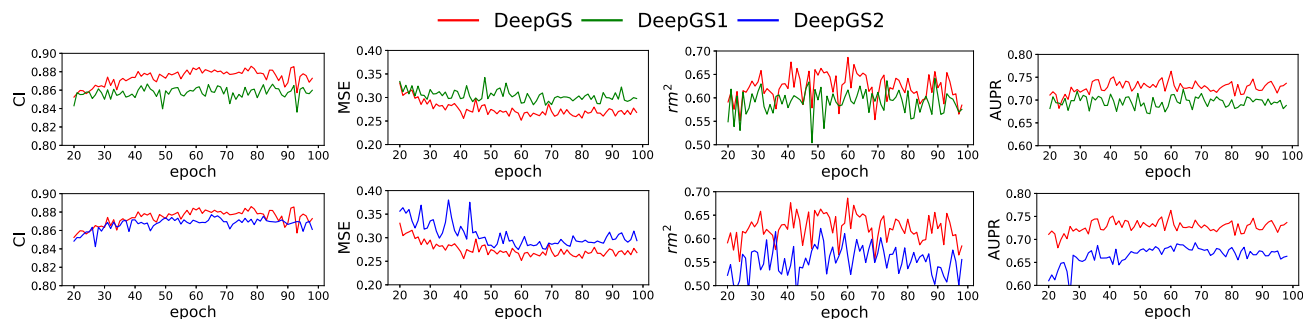 DeepGS DeepGS1 DeepGS2
0.90 0.88 0.86 0.84 0.82 0.80
CI
20 30 40 50 60 70 80 90 100
epoch
0.40 0.35 0.30 0.25 0.20
MSE
20 30 40 50 60 70 80 90 100
epoch
0.70 0.65 0.60 0.55 0.50
rm²
20 30 40 50 60 70 80 90 100
epoch
0.80 0.75 0.70 0.65 0.60
AUPR
20 30 40 50 60 70 80 90 100
epoch
0.90 0.88 0.86 0.84 0.82 0.80
CI
20 30 40 50 60 70 80 90 100
epoch
0.40 0.35 0.30 0.25 0.20
MSE
20 30 40 50 60 70 80 90 100
epoch
0.70 0.65 0.60 0.55 0.50
rm²
20 30 40 50 60 70 80 90 100
epoch
0.80 0.75 0.70 0.65 0.60
AUPR
20 30 40 50 60 70 80 90 100
epoch